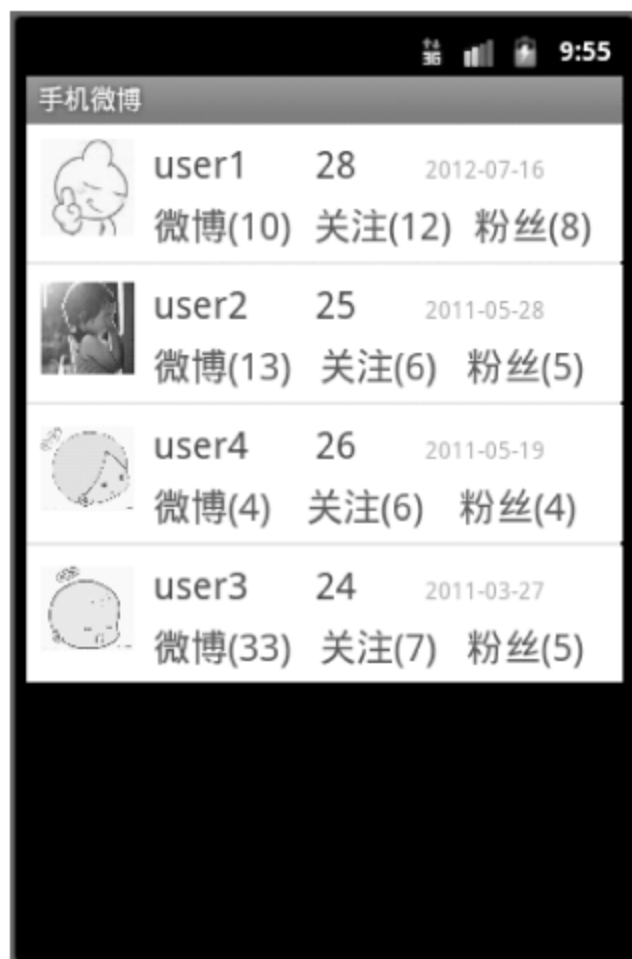 3G 9:55
手机微博
user1 28 2012-07-16
微博(10) 关注(12) 粉丝(8)
user2 25 2011-05-28
微博(13) 关注(6) 粉丝(5)
user4 26 2011-05-19
微博(4) 关注(6) 粉丝(4)
user3 24 2011-03-27
微博(33) 关注(7) 粉丝(5)